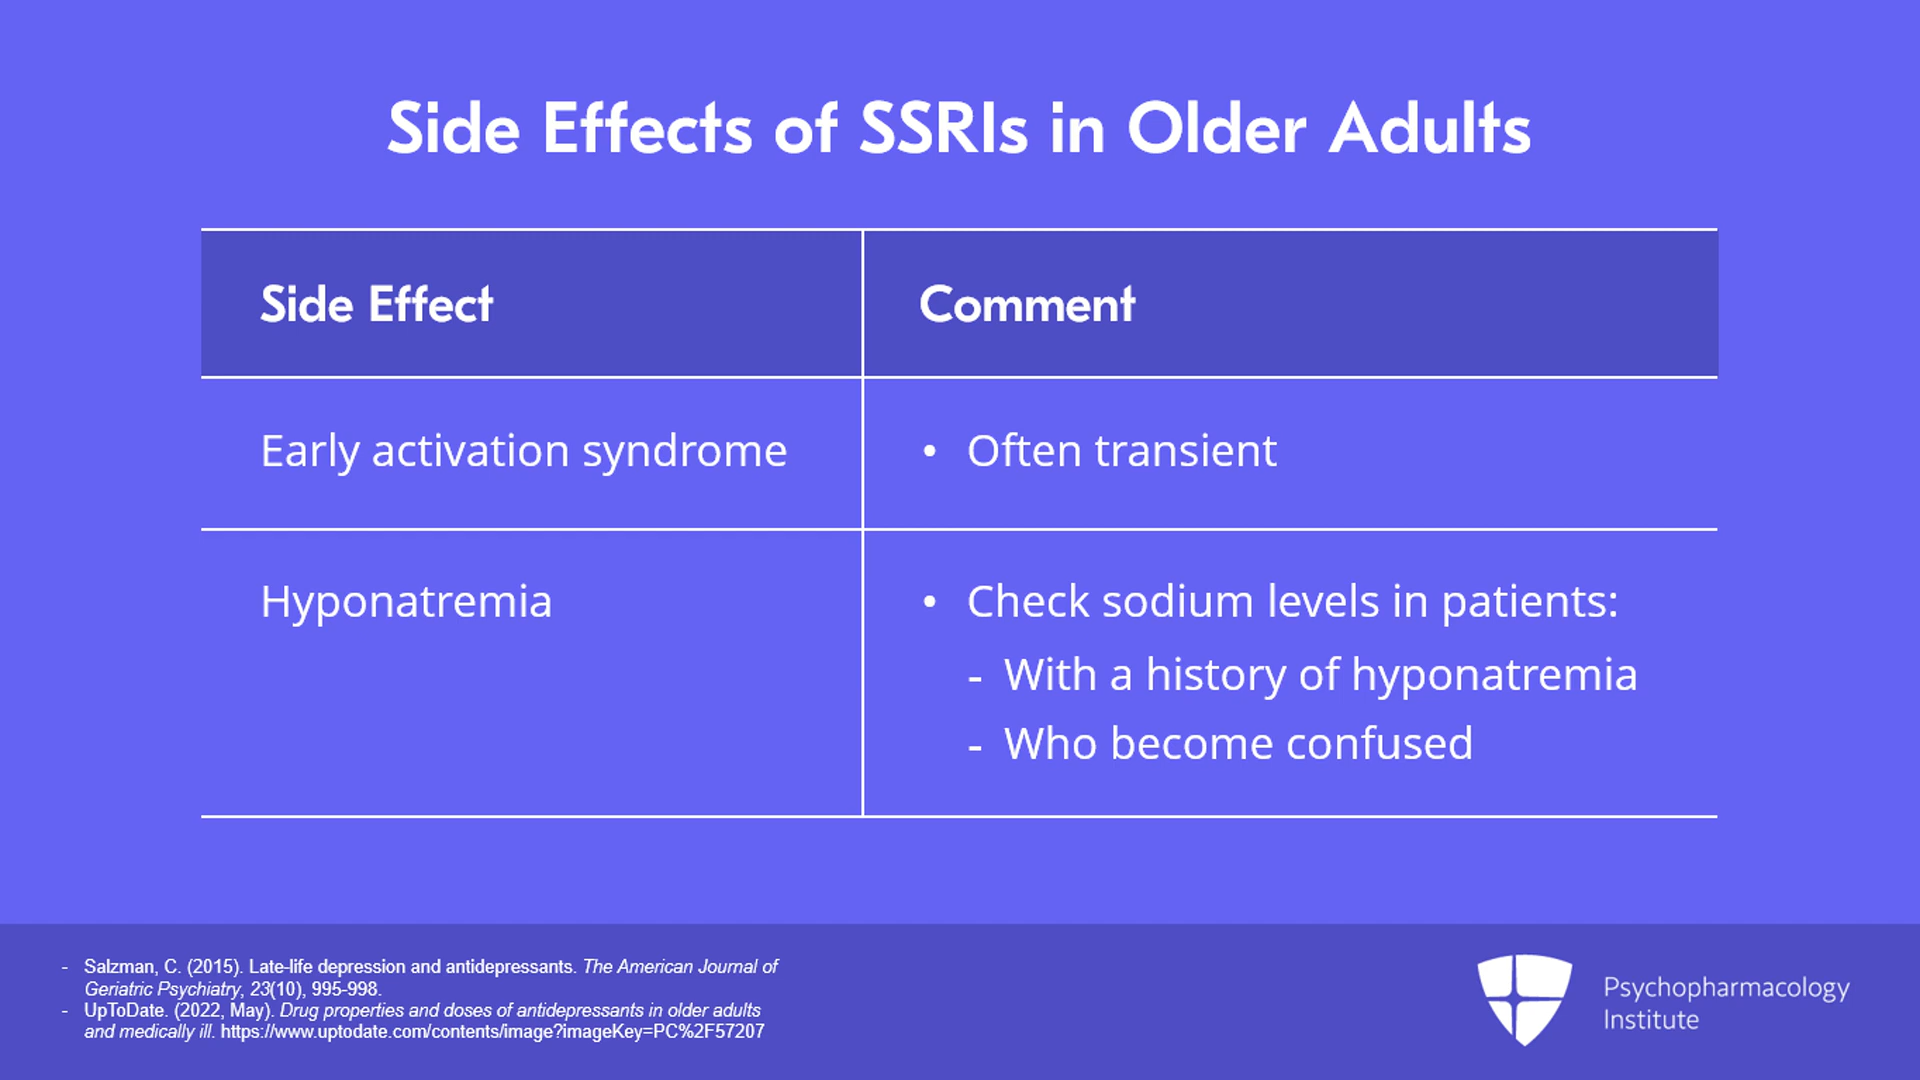 Side Effects of SSRIs in Older Adults
Side Effect
Comment
Early activation syndrome
• Often transient
Hyponatremia
• Check sodium levels in patients:
- With a history of hyponatremia
- Who become confused
- Salzman, C. (2015). Late-life depression and antidepressants. The American Journal of
Geriatric Psychiatry, 23(10), 995-998.
- UpToDate. (2022, May). Drug properties and doses of antidepressants in older adults
and medically ill. https://www.uptodate.com/contents/image?imageKey=PC%2F57207
Psychopharmacology
Institute